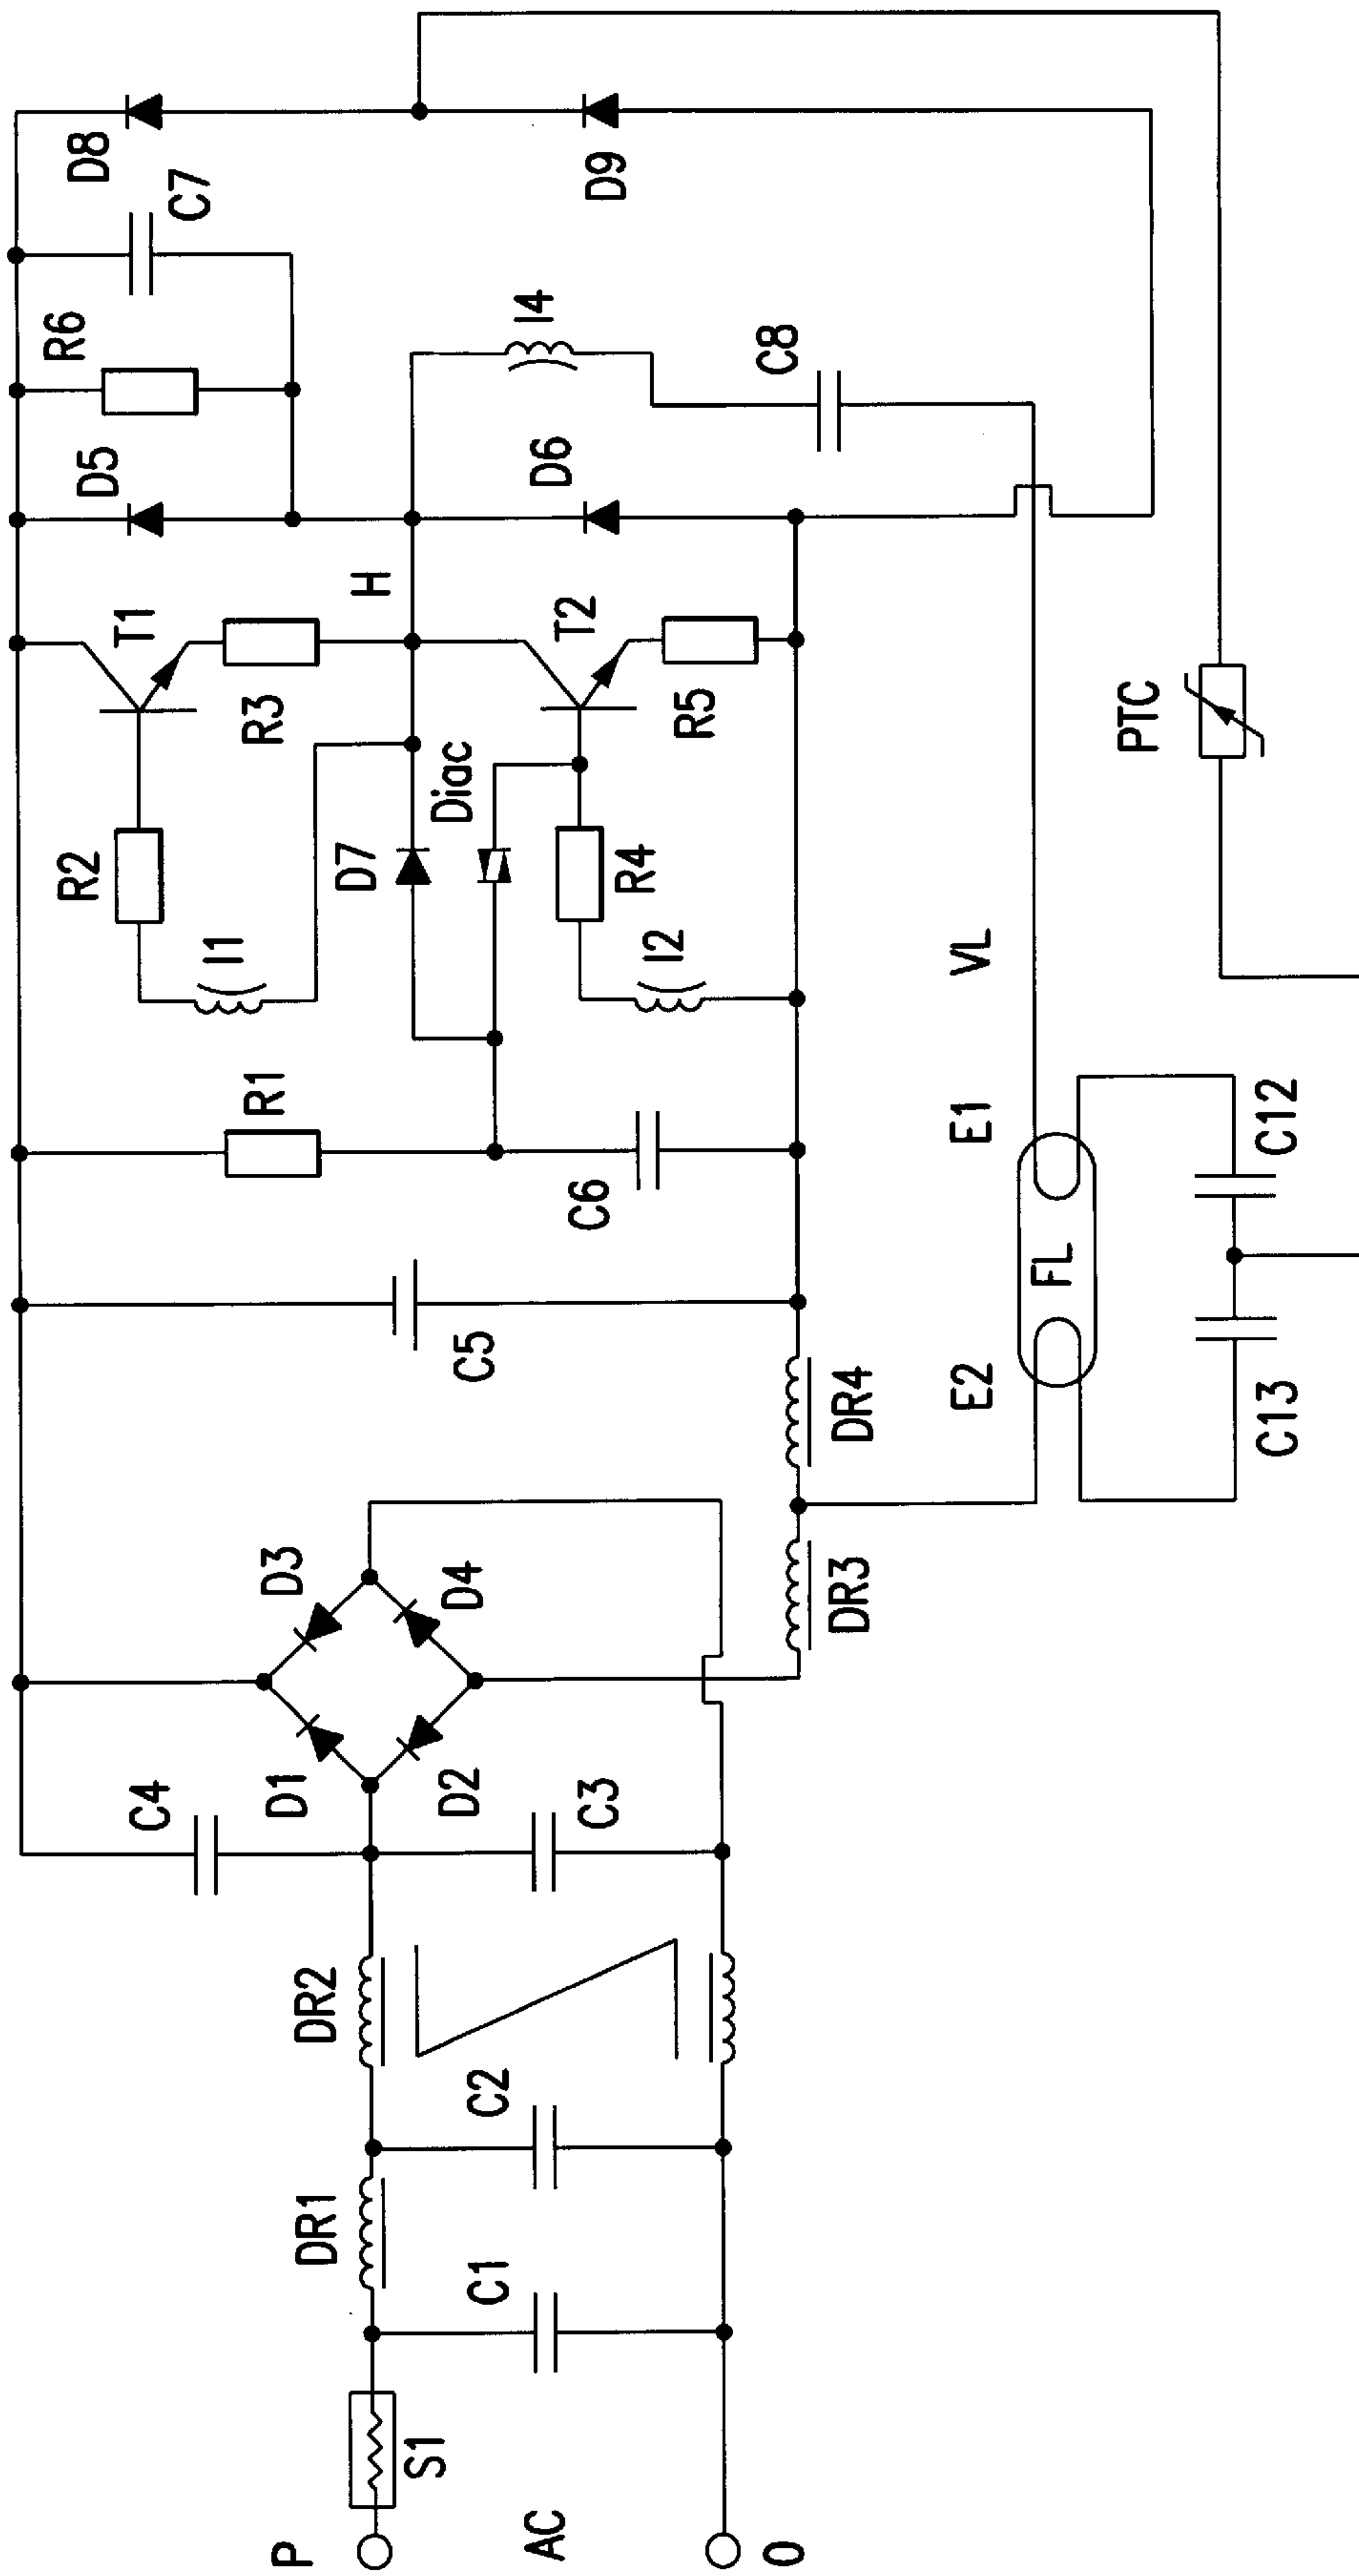 P
AC
O
S1
DR1
C1
C2
DR2
C4
C3
D1
D2
D3
D4
DR3
DR4
C5
R1
C6
I1
R2
I2
R4
D7
Diac
T1
R3
H
T2
R5
D5
D6
R6
C7
I4
C8
D8
D9
PTC
VL
E1
E2
FL
C12
C13